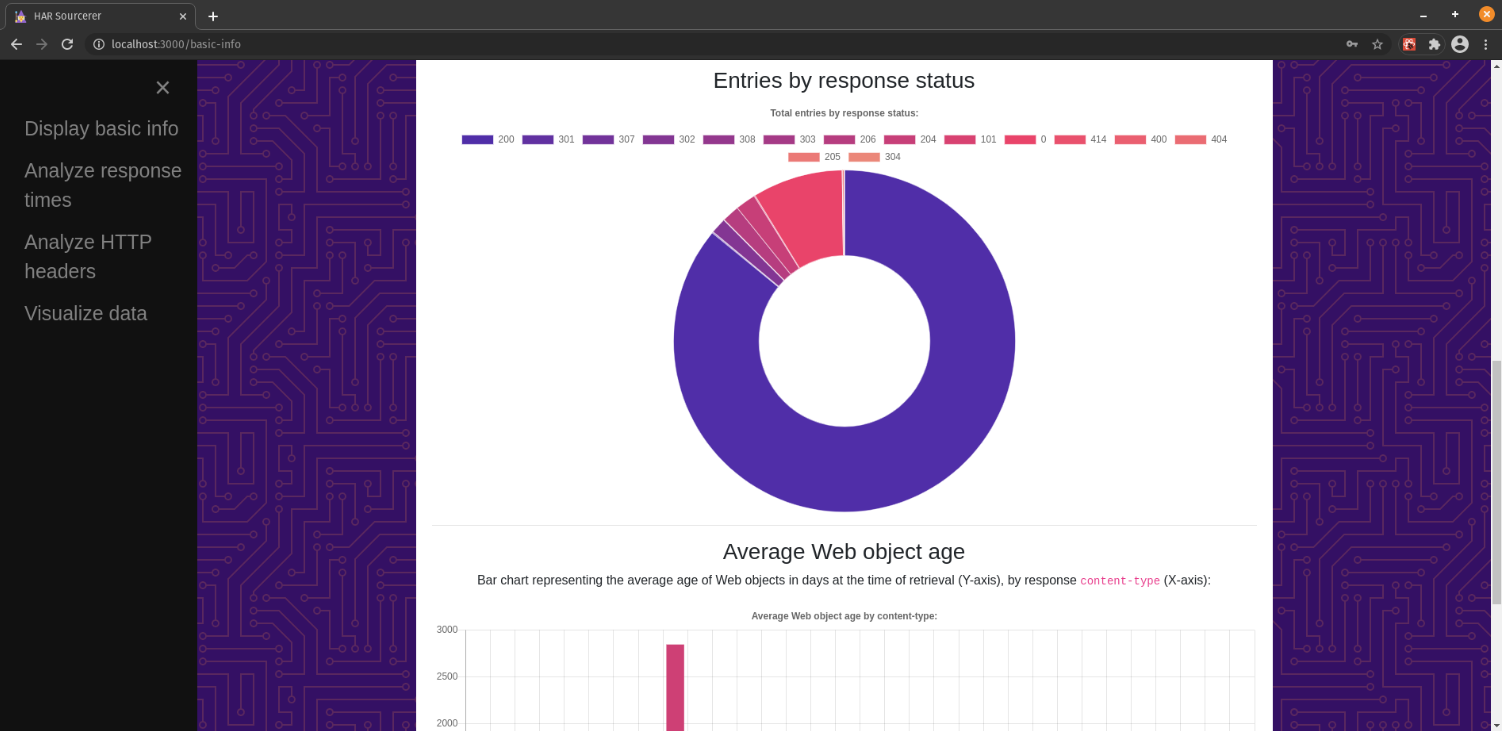 HAR Sourcerer
localhost:3000/basic-info
Display basic info
Analyze response
times
Analyze HTTP
headers
Visualize data
Entries by response status
Total entries by response status:
200 301 307 302 308 303 206 204 101 0 414 400 404
205 304
Average Web object age
Bar chart representing the average age of Web objects in days at the time of retrieval (Y-axis), by response content-type (X-axis):
Average Web object age by content-type:
3000
2500
2000